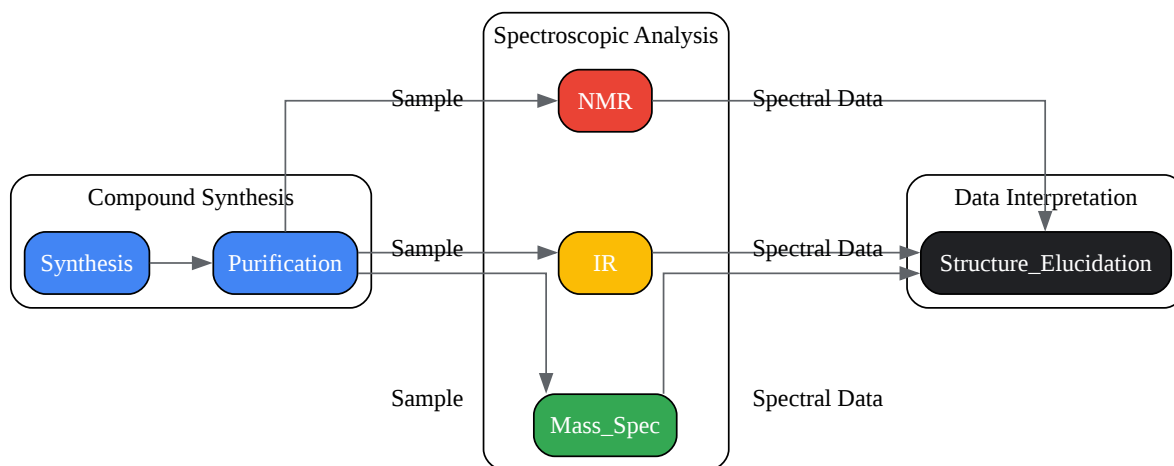 Spectroscopic Analysis
Sample
NMR
Spectral Data
Compound Synthesis
Data Interpretation
Synthesis
Purification
Sample
IR
Spectral Data
Structure_Elucidation
Sample
Spectral Data
Mass_Spec